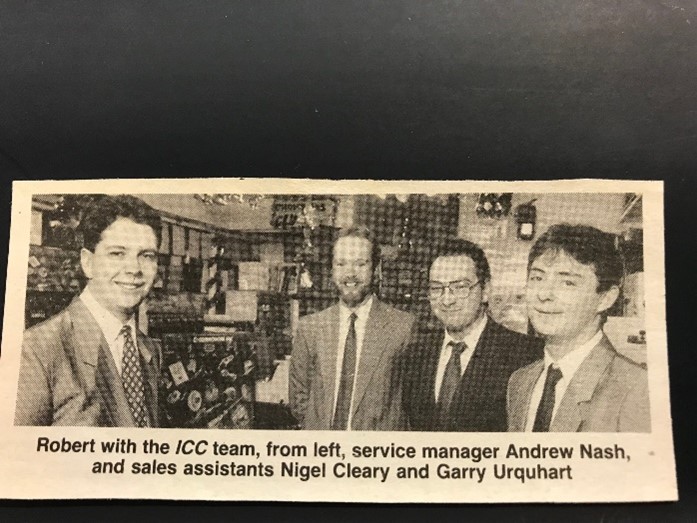 Robert with the ICC team, from left, service manager Andrew Nash,
and sales assistants Nigel Cleary and Garry Urquhart